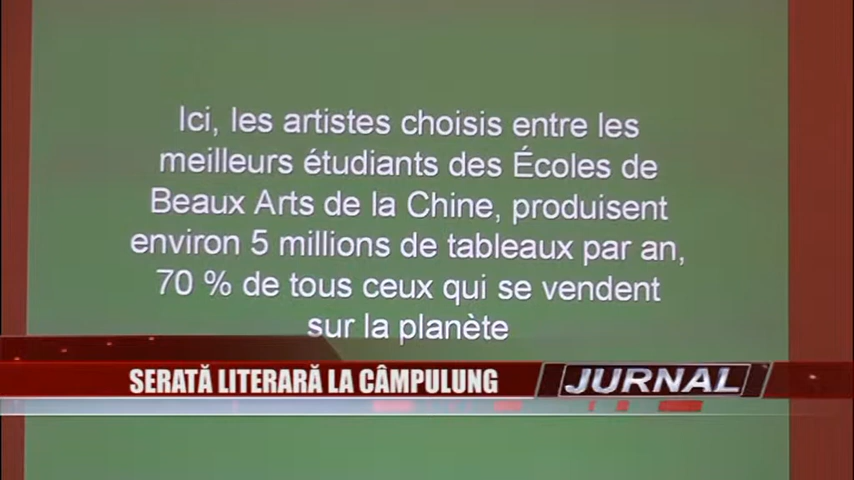 Ici, les artistes choisis entre les
meilleurs étudiants des Écoles de
Beaux Arts de la Chine, produisent
environ 5 millions de tableaux par an,
70 % de tous ceux qui se vendent
sur la planète
SERATĂ LITERARĂ LA CÂMPULUNG
JURNAL